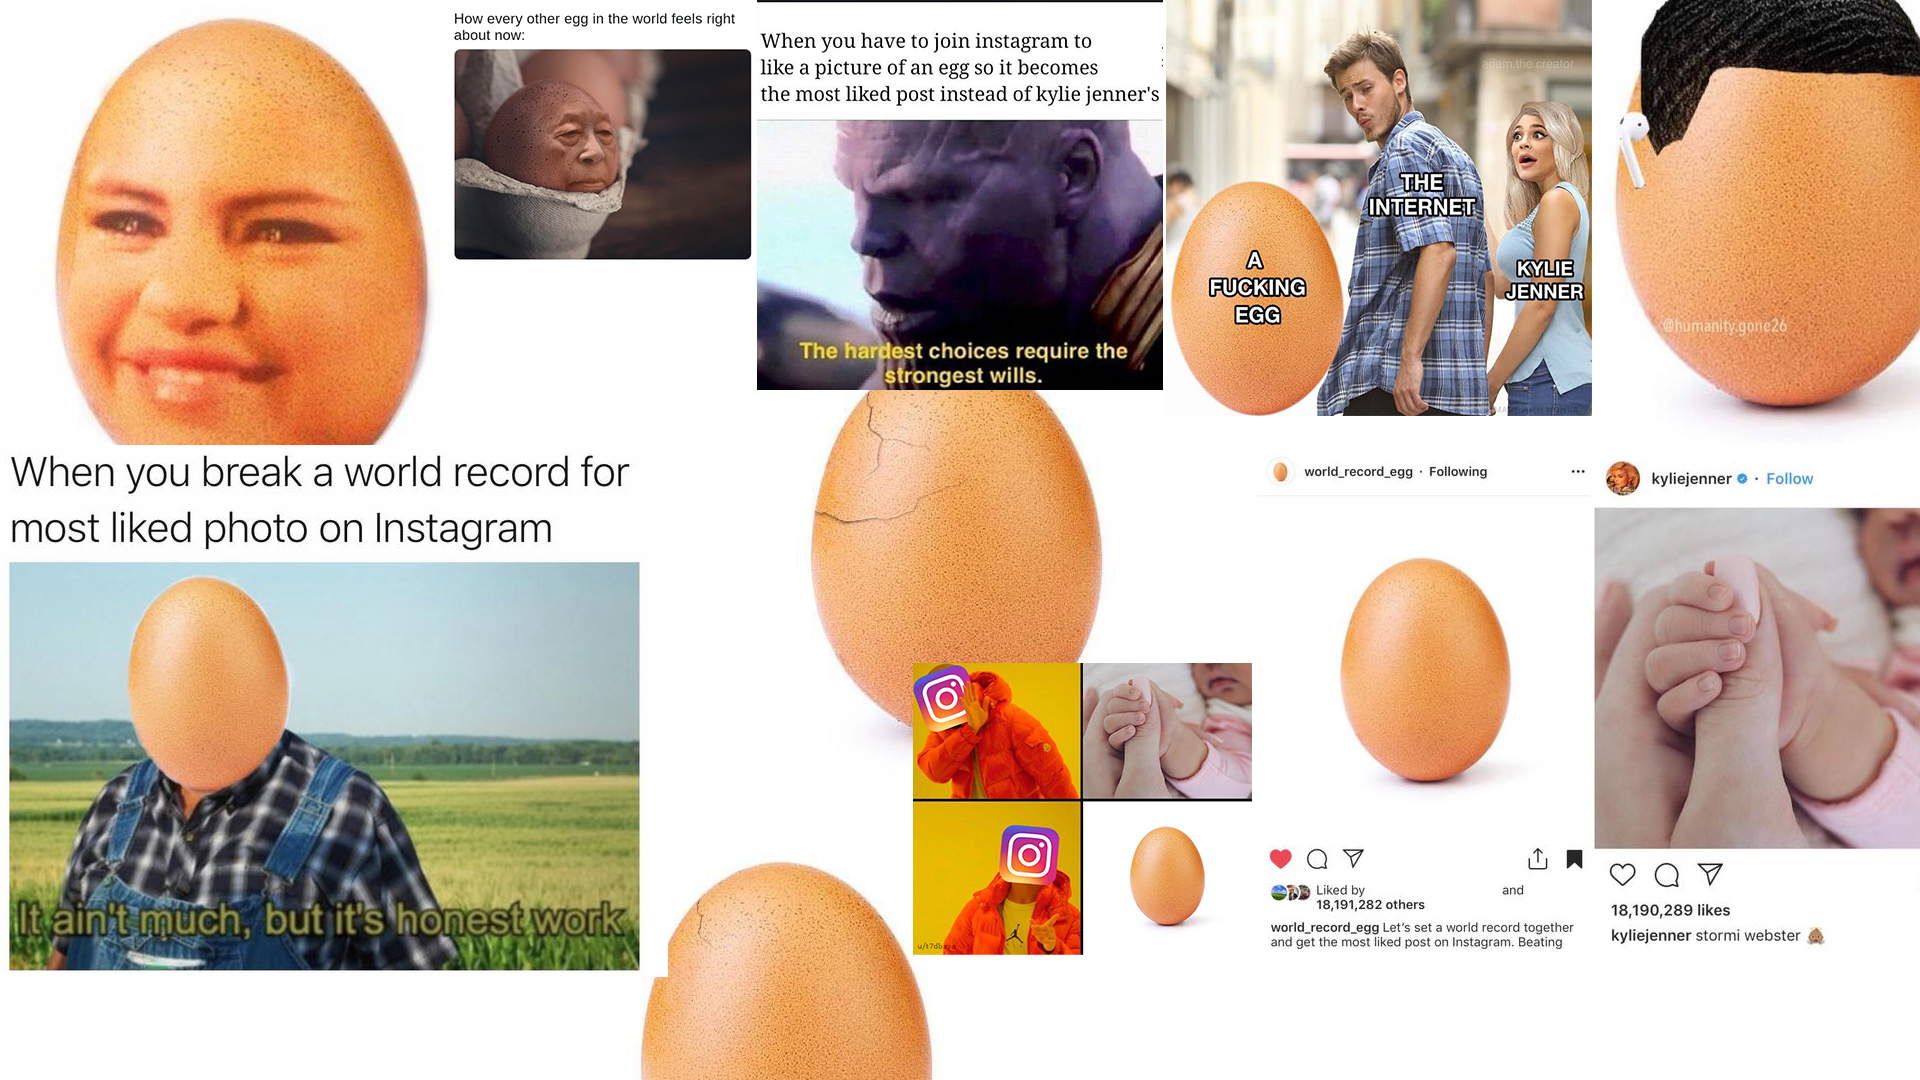 How every other egg in the world feels right
about now:
When you have to join instagram to
like a picture of an egg so it becomes
the most liked post instead of kylie jenner's
The hardest choices require the
strongest wills.
adam.the.creator
THE
INTERNET
A
FUCKING
EGG
KYLIE
JENNER
@humanity.gone26
When you break a world record for
most liked photo on Instagram
It ain't much, but it's honest work
world_record_egg · Following
Liked by and
18,191,282 others
world_record_egg Let's set a world record together
and get the most liked post on Instagram. Beating
kyliejenner · Follow
18,190,289 likes
kyliejenner stormi webster